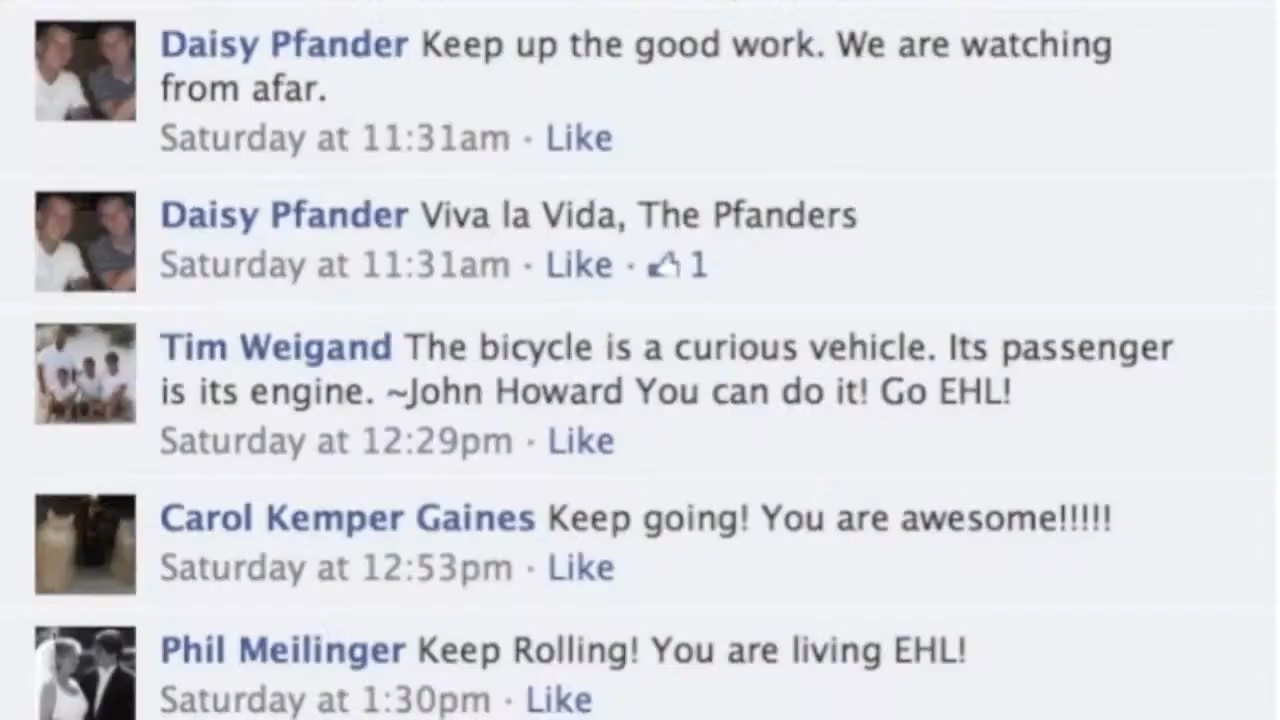 Daisy Pfander Keep up the good work. We are watching
from afar.
Saturday at 11:31am · Like
Daisy Pfander Viva la Vida, The Pfanders
Saturday at 11:31am · Like · 1
Tim Weigand The bicycle is a curious vehicle. Its passenger
is its engine. ~John Howard You can do it! Go EHL!
Saturday at 12:29pm · Like
Carol Kemper Gaines Keep going! You are awesome!!!!!
Saturday at 12:53pm · Like
Phil Meilinger Keep Rolling! You are living EHL!
Saturday at 1:30pm · Like